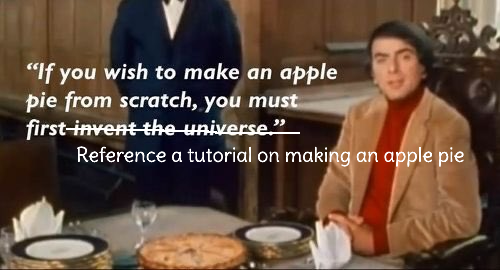 “If you wish to make an apple
pie from scratch, you must
first invent the universe.”
Reference a tutorial on making an apple pie